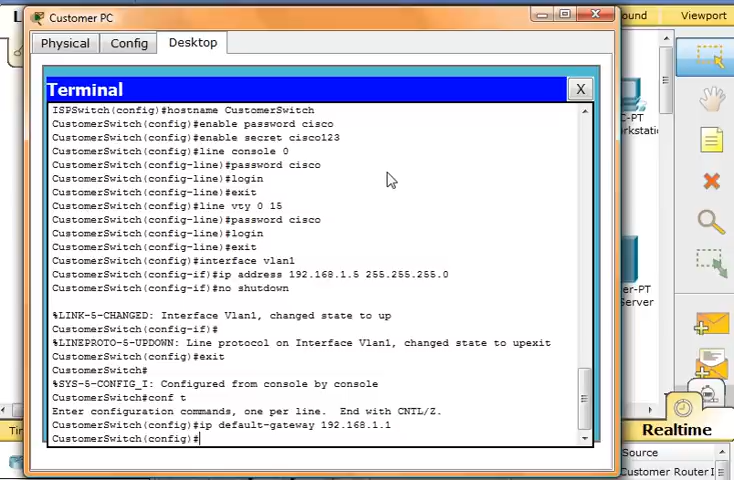 Customer PC
Physical
Config
Desktop
Viewport
Terminal
X
ISPSwitch(config)#hostname CustomerSwitch
CustomerSwitch(config)#enable password cisco
CustomerSwitch(config)#enable secret cisco123
CustomerSwitch(config)#line console 0
CustomerSwitch(config-line)#password cisco
CustomerSwitch(config-line)#login
CustomerSwitch(config-line)#exit
CustomerSwitch(config)#line vty 0 15
CustomerSwitch(config-line)#password cisco
CustomerSwitch(config-line)#login
CustomerSwitch(config-line)#exit
CustomerSwitch(config)#interface vlan1
CustomerSwitch(config-if)#ip address 192.168.1.5 255.255.255.0
CustomerSwitch(config-if)#no shutdown
%LINK-5-CHANGED: Interface Vlan1, changed state to up
CustomerSwitch(config-if)#
%LINEPROTO-5-UPDOWN: Line protocol on Interface Vlan1, changed state to upexit
CustomerSwitch(config)#exit
CustomerSwitch#
%SYS-5-CONFIG_I: Configured from console by console
CustomerSwitch#conf t
Enter configuration commands, one per line.  End with CNTL/Z.
CustomerSwitch(config)#ip default-gateway 192.168.1.1
CustomerSwitch(config)#
C-PT
er-PT
Server
Realtime
Source
Customer Router